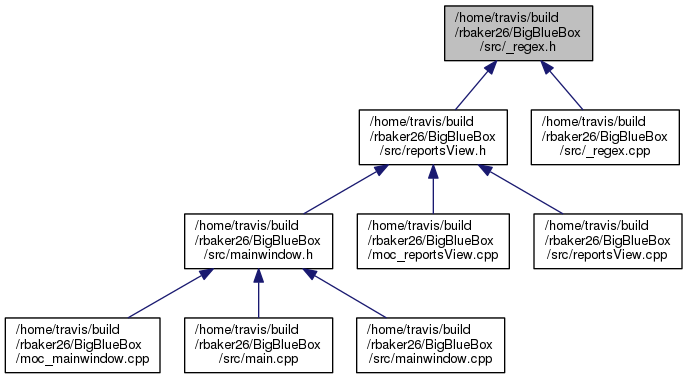 /home/travis/build
/rbaker26/BigBlueBox
/src/_regex.h
/home/travis/build
/rbaker26/BigBlueBox
/src/reportsView.h
/home/travis/build
/rbaker26/BigBlueBox
/src/_regex.cpp
/home/travis/build
/rbaker26/BigBlueBox
/src/mainwindow.h
/home/travis/build
/rbaker26/BigBlueBox
/moc_reportsView.cpp
/home/travis/build
/rbaker26/BigBlueBox
/src/reportsView.cpp
/home/travis/build
/rbaker26/BigBlueBox
/moc_mainwindow.cpp
/home/travis/build
/rbaker26/BigBlueBox
/src/main.cpp
/home/travis/build
/rbaker26/BigBlueBox
/src/mainwindow.cpp